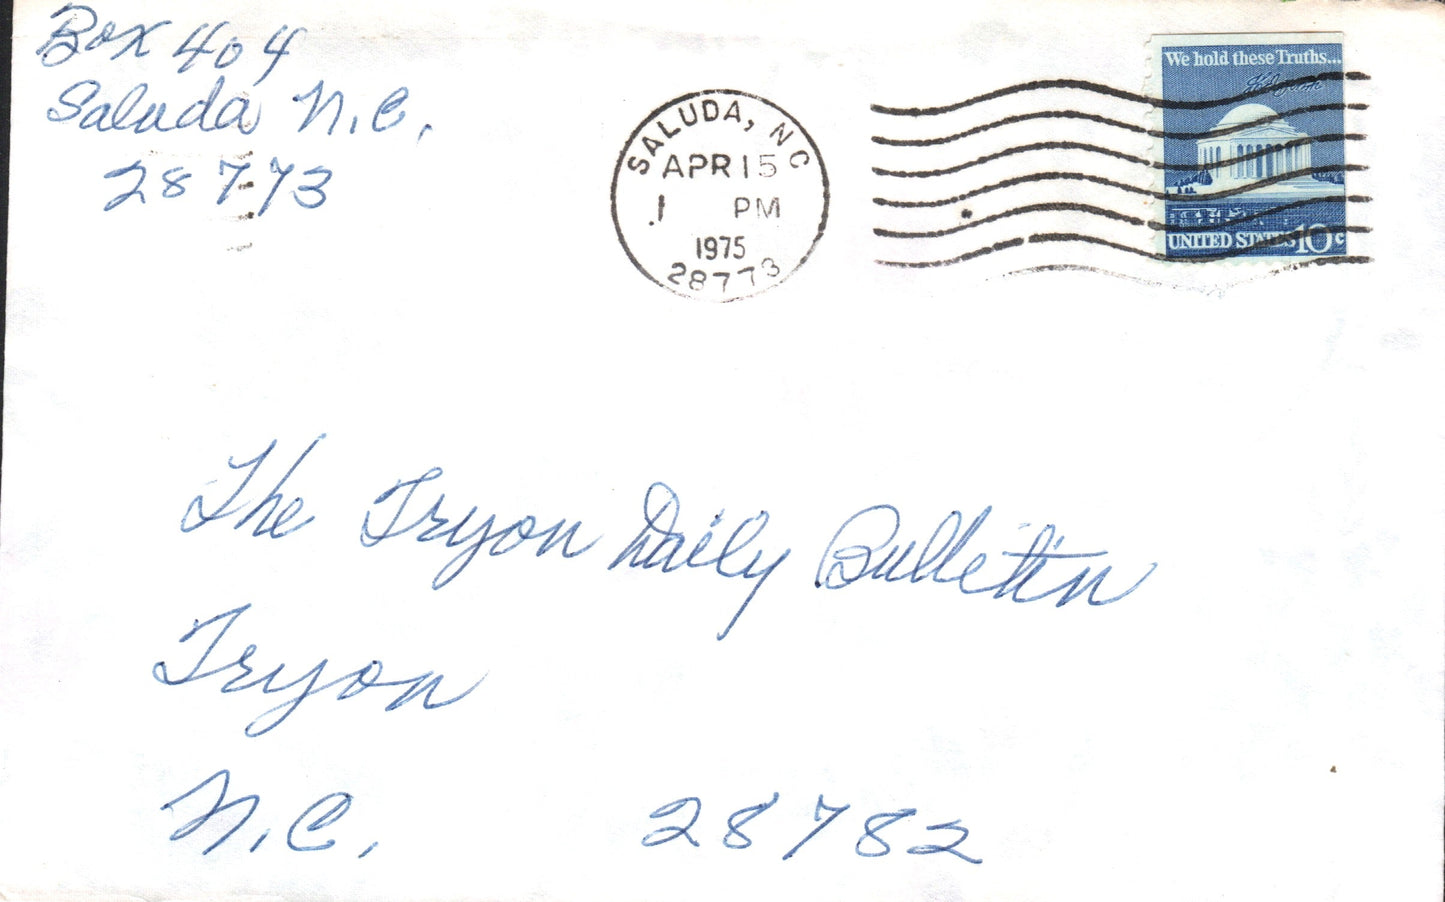 Box 404
Saluda N.C.
28773
SALUDA, NC
APR 15
1 PM
1975
28773
We hold these Truths...
UNITED STATES 10c
The Tryon Daily Bulletin
Tryon
N.C. 28782